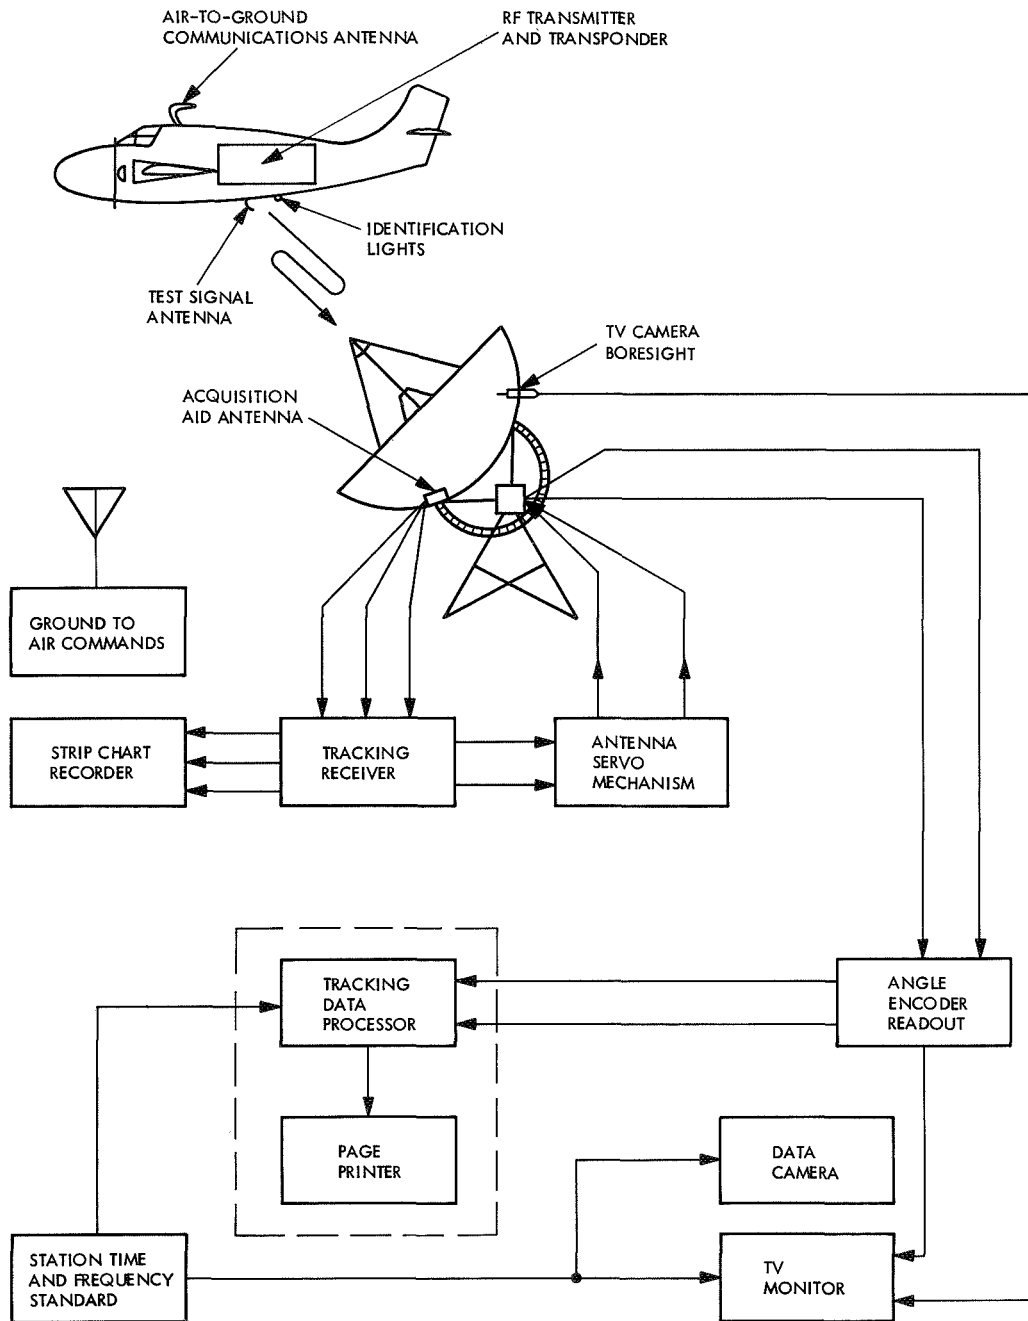 AIR-TO-GROUND
COMMUNICATIONS ANTENNA
RF TRANSMITTER
AND TRANSPONDER
IDENTIFICATION
LIGHTS
TEST SIGNAL
ANTENNA
TV CAMERA
BORESIGHT
ACQUISITION
AID ANTENNA
GROUND TO
AIR COMMANDS
STRIP CHART
RECORDER
TRACKING
RECEIVER
ANTENNA
SERVO
MECHANISM
TRACKING
DATA
PROCESSOR
ANGLE
ENCODER
READOUT
PAGE
PRINTER
DATA
CAMERA
STATION TIME
AND FREQUENCY
STANDARD
TV
MONITOR